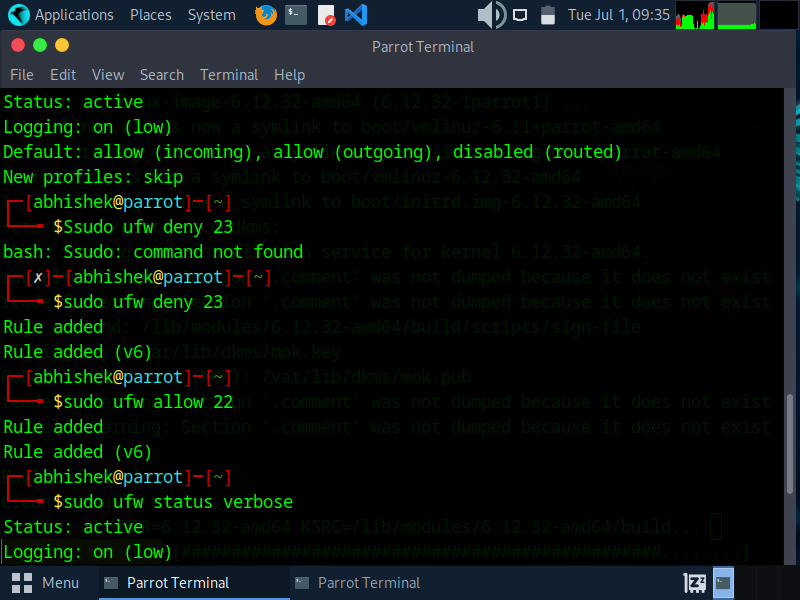 Applications Places System Tue Jul 1, 09:35
Parrot Terminal
File Edit View Search Terminal Help
Status: active
Logging: on (low)
Default: allow (incoming), allow (outgoing), disabled (routed)
New profiles: skip
[abhishek@parrot]-[~]
$Ssudo ufw deny 23
bash: Ssudo: command not found
[✗]-[abhishek@parrot]-[~]
$sudo ufw deny 23
Rule added
Rule added (v6)
[abhishek@parrot]-[~]
$sudo ufw allow 22
Rule added
Rule added (v6)
[abhishek@parrot]-[~]
$sudo ufw status verbose
Status: active
Logging: on (low)
Menu Parrot Terminal Parrot Terminal